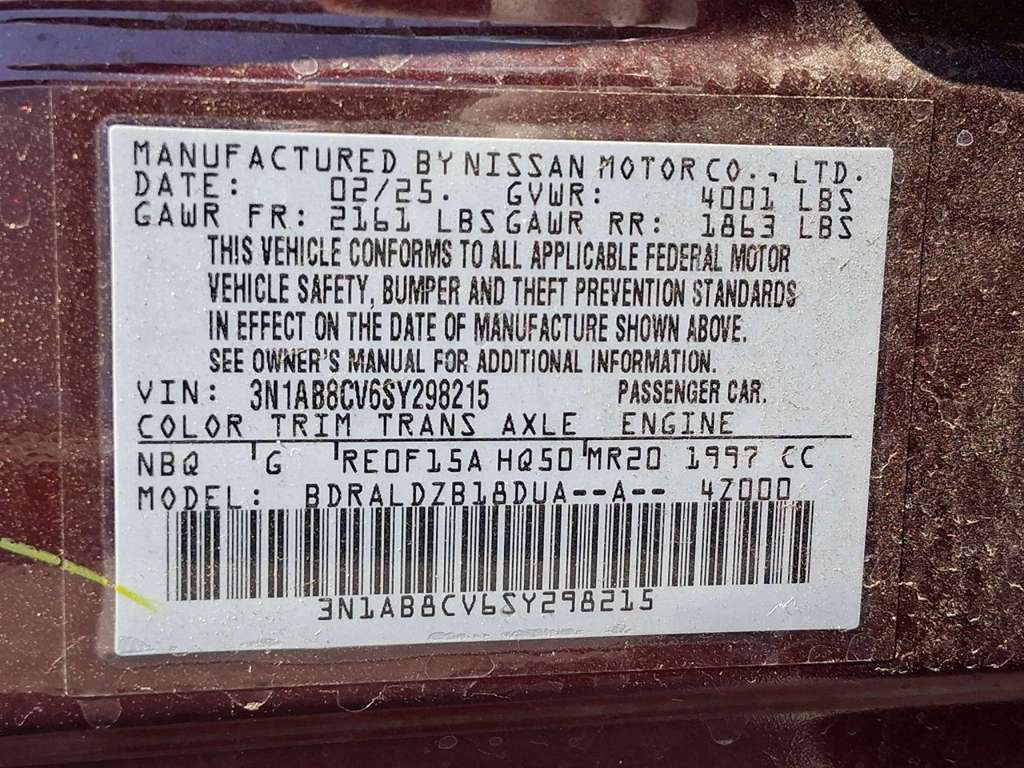 MANUFACTURED BY NISSAN MOTOR CO., LTD.
DATE: 02/25. GVWR: 4001 LBS
GAWR FR: 2161 LBS GAWR RR: 1863 LBS
THIS VEHICLE CONFORMS TO ALL APPLICABLE FEDERAL MOTOR
VEHICLE SAFETY, BUMPER AND THEFT PREVENTION STANDARDS
IN EFFECT ON THE DATE OF MANUFACTURE SHOWN ABOVE.
SEE OWNER'S MANUAL FOR ADDITIONAL INFORMATION.
VIN: 3N1AB8CV6SY298215 PASSENGER CAR.
COLOR TRIM TRANS AXLE ENGINE
NBQ G RE0F15A HQ50 MR20 1997 CC
MODEL: BDRALDZB18DUA--A-- 4Z000
3N1AB8CV6SY298215